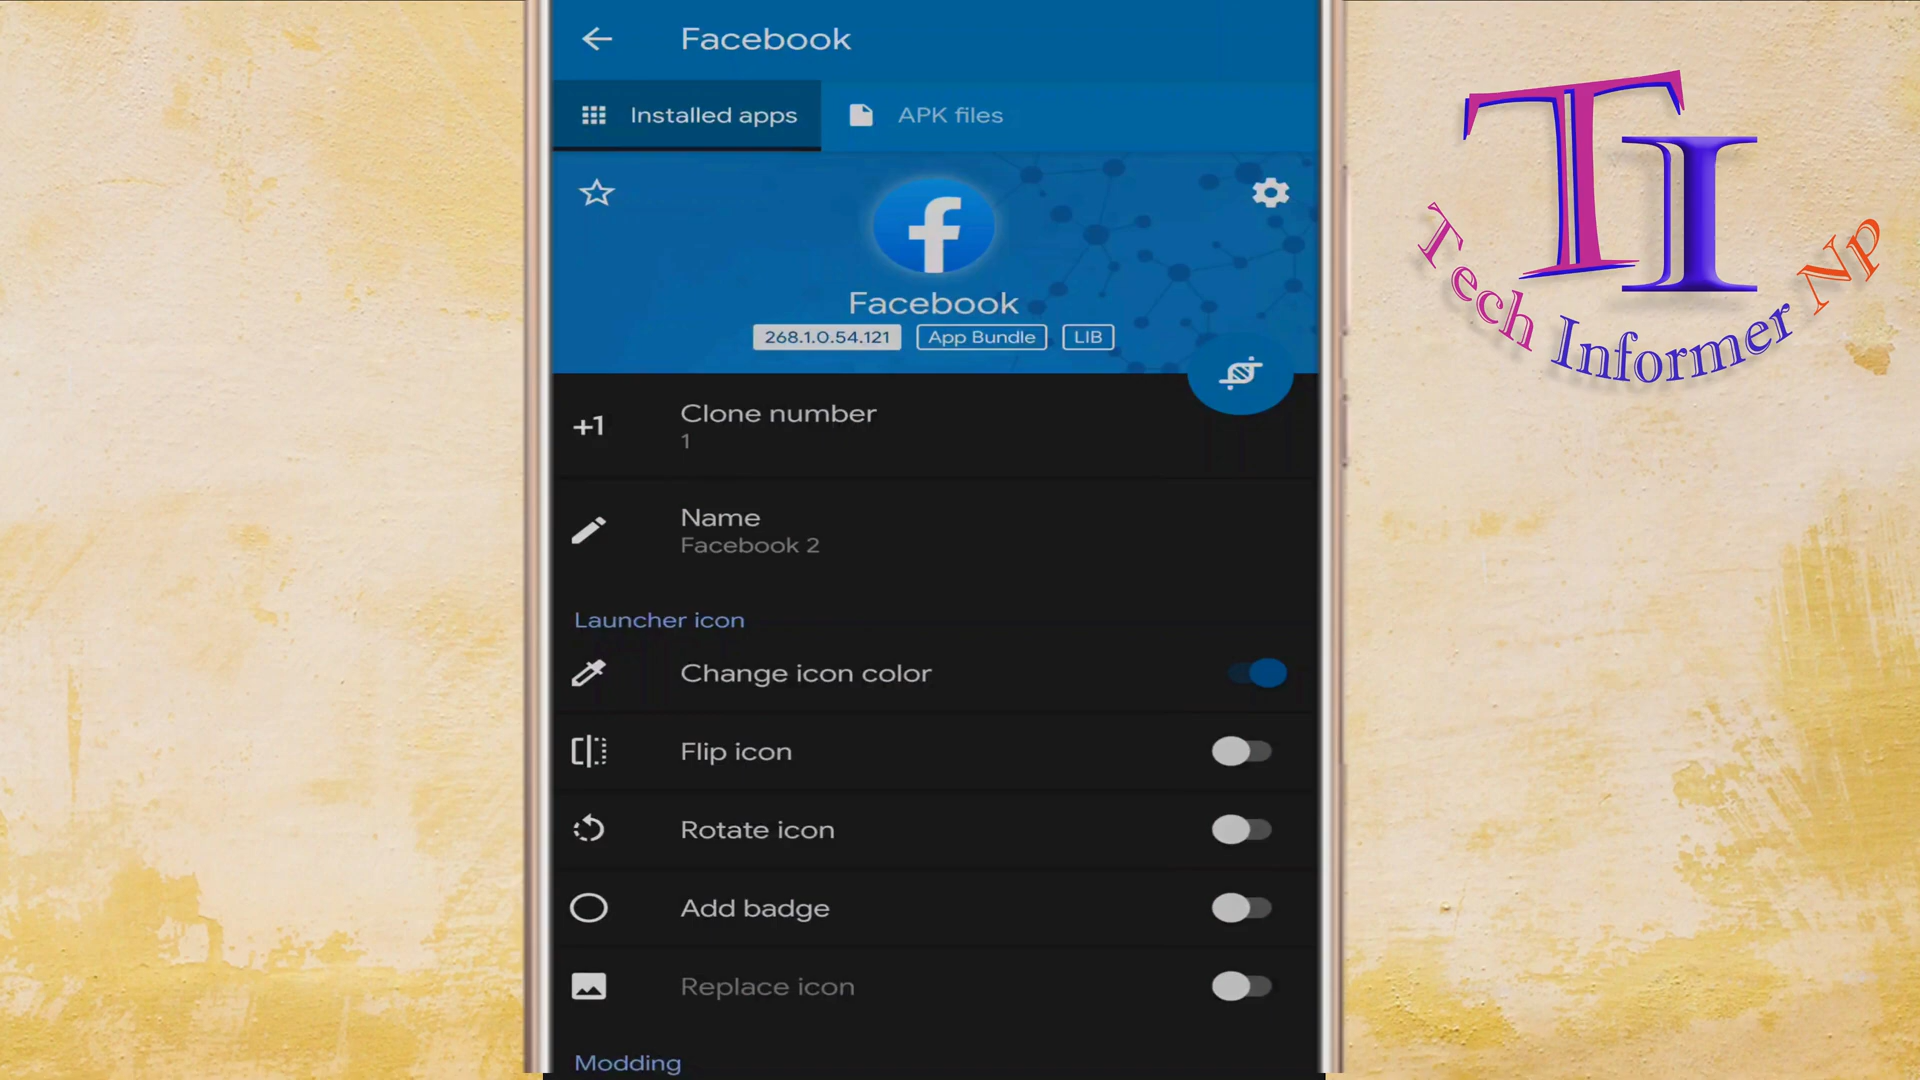 Facebook
Installed apps
APK files
Facebook
268.1.0.54.121
App Bundle
LIB
+1
Clone number
1
Name
Facebook 2
Launcher icon
Change icon color
Flip icon
Rotate icon
Add badge
Replace icon
Modding
TI
Tech Informer Np